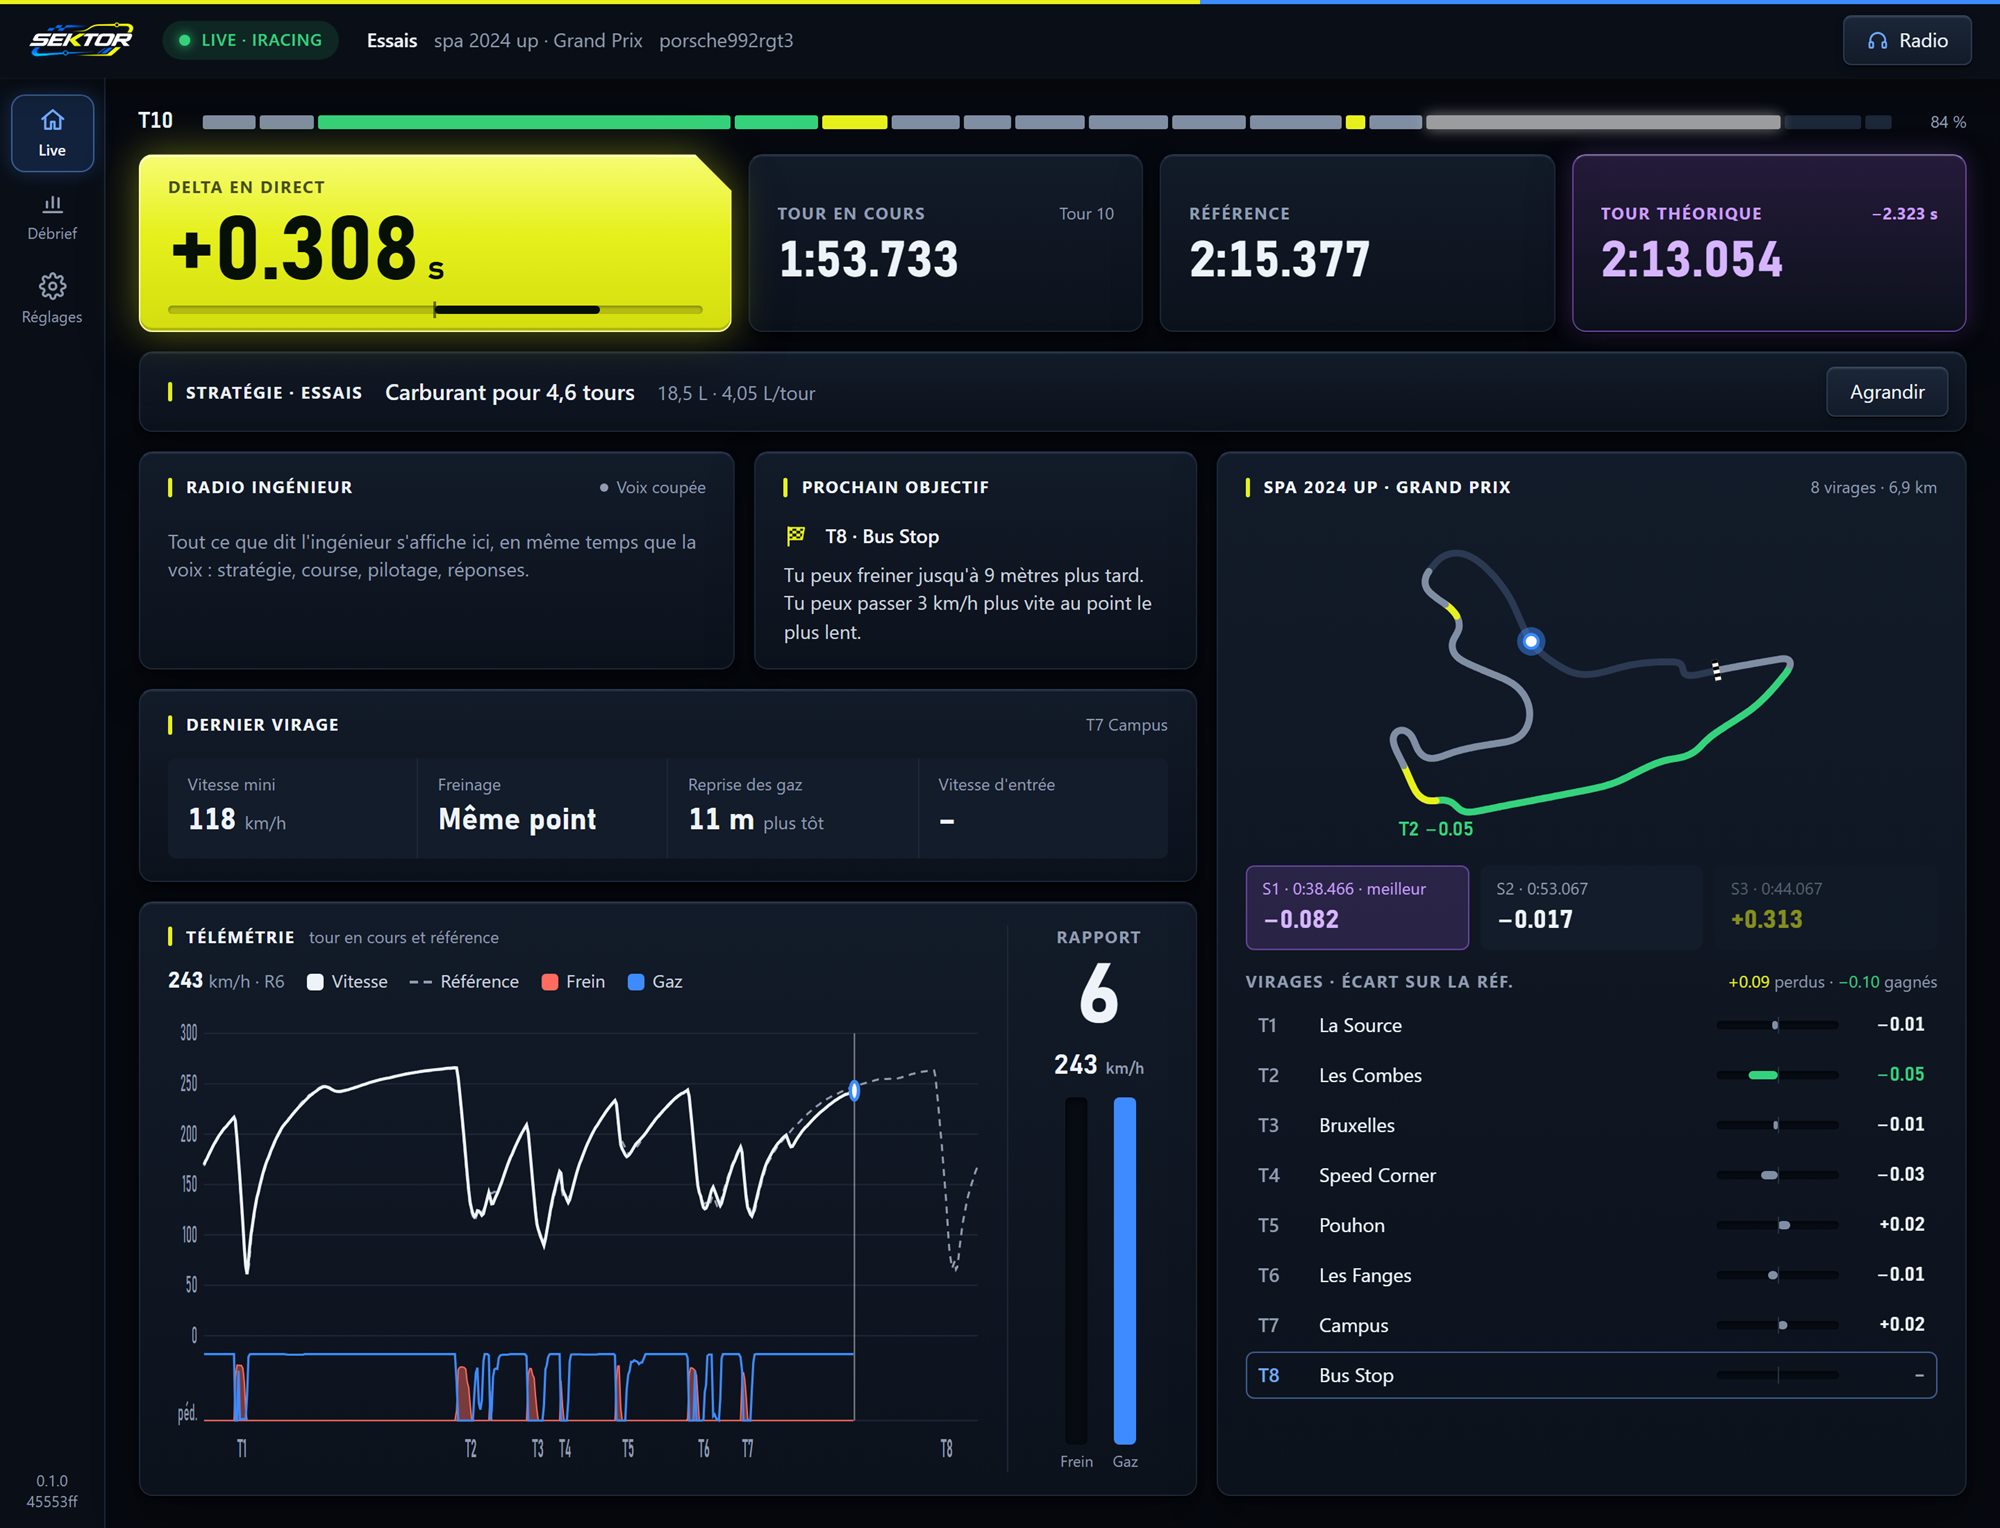 SEKTOR
LIVE · IRACING
Essais spa 2024 up · Grand Prix porsche992rgt3
Radio
Live
Débrief
Réglages
0.1.0
45553ff
T10
84 %
DELTA EN DIRECT
+0.308 s
TOUR EN COURS Tour 10
1:53.733
RÉFÉRENCE
2:15.377
TOUR THÉORIQUE −2.323 s
2:13.054
STRATÉGIE · ESSAIS Carburant pour 4,6 tours 18,5 L · 4,05 L/tour
Agrandir
RADIO INGÉNIEUR Voix coupée
Tout ce que dit l'ingénieur s'affiche ici, en même temps que la
voix : stratégie, course, pilotage, réponses.
PROCHAIN OBJECTIF
T8 · Bus Stop
Tu peux freiner jusqu'à 9 mètres plus tard.
Tu peux passer 3 km/h plus vite au point le
plus lent.
DERNIER VIRAGE T7 Campus
Vitesse mini
118 km/h
Freinage
Même point
Reprise des gaz
11 m plus tôt
Vitesse d'entrée
–
TÉLÉMÉTRIE tour en cours et référence
243 km/h · R6 Vitesse Référence Frein Gaz
300
250
200
150
100
50
0
péd.
T1 T2 T3 T4 T5 T6 T7 T8
RAPPORT
6
243 km/h
Frein Gaz
SPA 2024 UP · GRAND PRIX 8 virages · 6,9 km
T2 −0.05
S1 · 0:38.466 · meilleur
−0.082
S2 · 0:53.067
−0.017
S3 · 0:44.067
+0.313
VIRAGES · ÉCART SUR LA RÉF. +0.09 perdus · −0.10 gagnés
T1 La Source −0.01
T2 Les Combes −0.05
T3 Bruxelles −0.01
T4 Speed Corner −0.03
T5 Pouhon +0.02
T6 Les Fanges −0.01
T7 Campus +0.02
T8 Bus Stop –